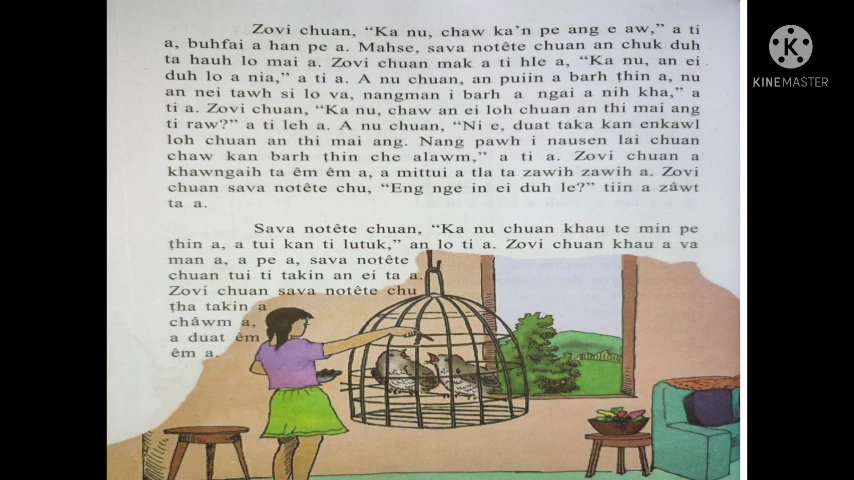 Zovi chuan, “Ka nu, chaw ka’n pe ang e aw,” a ti
a, buhfai a han pe a. Mahse, sava notête chuan an chuk duh
ta hauh lo mai a. Zovi chuan mak a ti hle a, “Ka nu, an ei
duh lo a nia,” a ti a. A nu chuan, an puiin a barh ṭhin a, nu
an nei tawh si lo va, nangman i barh a ngai a nih kha,” a
ti a. Zovi chuan, “Ka nu, chaw an ei loh chuan an thi mai ang
ti raw?” a ti leh a. A nu chuan, “Ni e, duat taka kan enkawl
loh chuan an thi mai ang. Nang pawh i nausen lai chuan
chaw kan barh ṭhin che alawm,” a ti a. Zovi chuan a
khawngaih ta êm êm a, a mittui a tla ta zawih zawih a. Zovi
chuan sava notête chu, “Eng nge in ei duh le?” tiin a zâwt
ta a.
Sava notête chuan, “Ka nu chuan khau te min pe
ṭhin a, a tui kan ti lutuk,” an lo ti a. Zovi chuan khau a va
man a, a pe a, sava notête
chuan tui ti takin an ei ta a.
Zovi chuan sava notête chu
ṭha takin a
châwm a,
a duat êm
êm a.
K
KINEMASTER